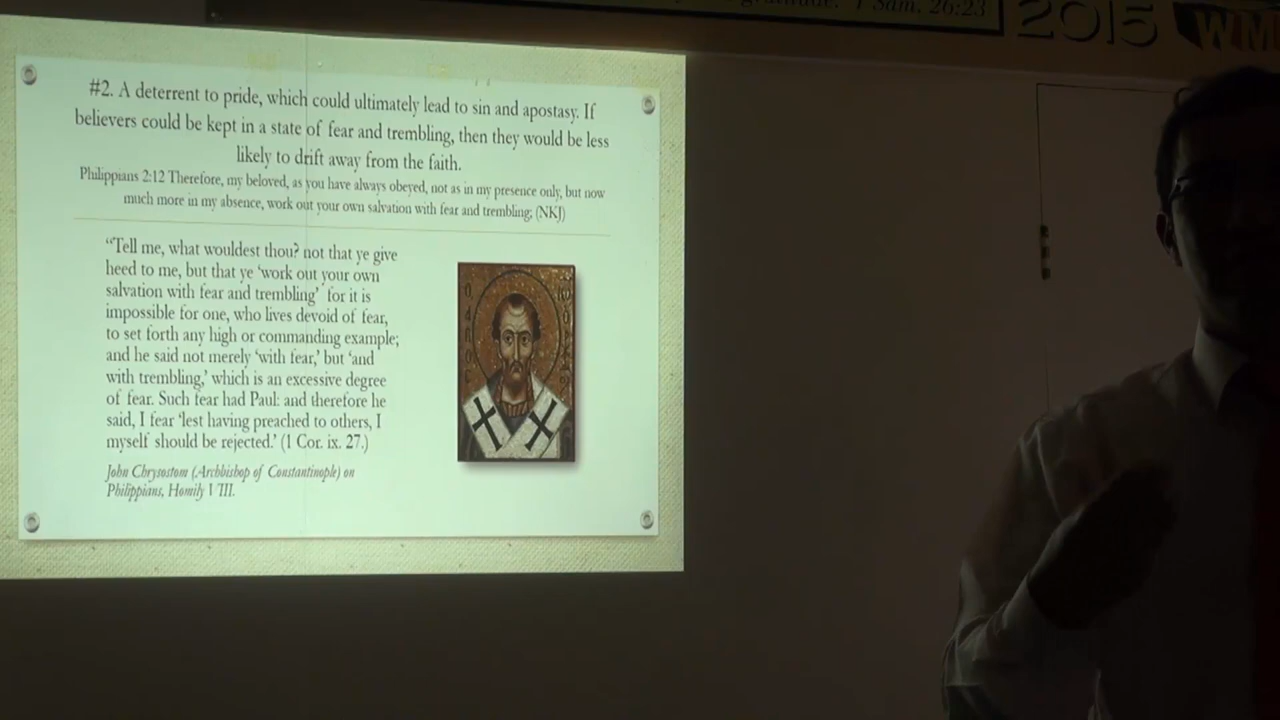 1 Sam. 26:23
2015
WM
#2. A deterrent to pride, which could ultimately lead to sin and apostasy. If
believers could be kept in a state of fear and trembling, then they would be less
likely to drift away from the faith.
Philippians 2:12 Therefore, my beloved, as you have always obeyed, not as in my presence only, but now
much more in my absence, work out your own salvation with fear and trembling; (NKJ)
“Tell me, what wouldest thou? not that ye give
heed to me, but that ye ‘work out your own
salvation with fear and trembling’ for it is
impossible for one, who lives devoid of fear,
to set forth any high or commanding example;
and he said not merely ‘with fear,’ but ‘and
with trembling,’ which is an excessive degree
of fear. Such fear had Paul: and therefore he
said, I fear ‘lest having preached to others, I
myself should be rejected.’ (1 Cor. ix. 27.)
John Chrysostom (Archbishop of Constantinople) on
Philippians, Homily VIII.